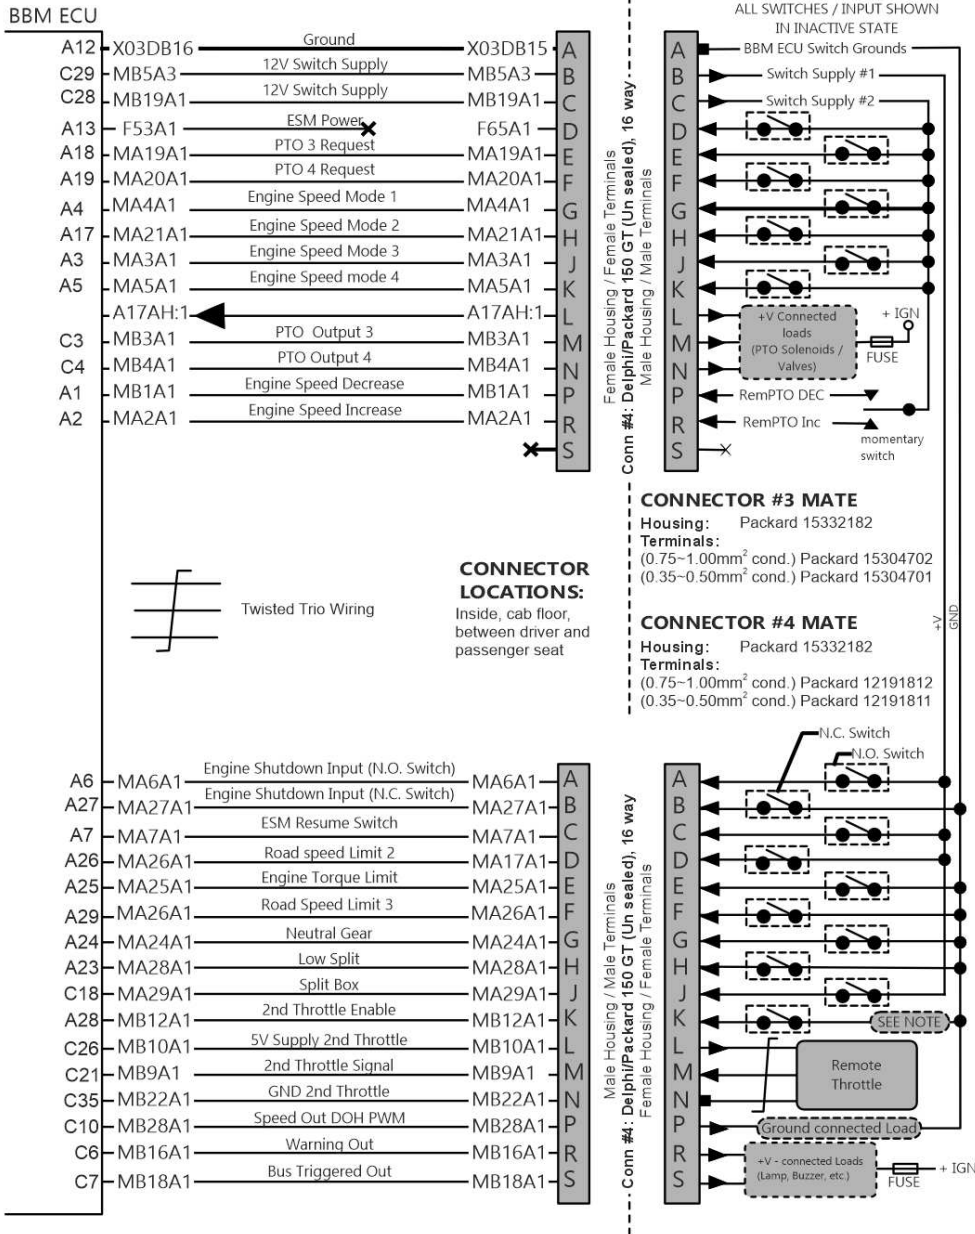 BBM ECU
ALL SWITCHES / INPUT SHOWN
IN INACTIVE STATE
A12 X03DB16 Ground X03DB15 A A BBM ECU Switch Grounds
C29 MB5A3 12V Switch Supply MB5A3 B B Switch Supply #1
C28 MB19A1 12V Switch Supply MB19A1 C C Switch Supply #2
A13 F53A1 ESM Power F65A1 D D
A18 MA19A1 PTO 3 Request MA19A1 E E
A19 MA20A1 PTO 4 Request MA20A1 F F
A4 MA4A1 Engine Speed Mode 1 MA4A1 G G
A17 MA21A1 Engine Speed Mode 2 MA21A1 H H
A3 MA3A1 Engine Speed Mode 3 MA3A1 J J
A5 MA5A1 Engine Speed mode 4 MA5A1 K K
A17AH:1 A17AH:1 L L
C3 MB3A1 PTO Output 3 MB3A1 M M
C4 MB4A1 PTO Output 4 MB4A1 N N
A1 MB1A1 Engine Speed Decrease MB1A1 P P RemPTO DEC
A2 MA2A1 Engine Speed Increase MA2A1 R R RemPTO Inc
S S
+V Connected
loads
(PTO Solenoids /
Valves)
+ IGN
FUSE
momentary
switch
Female Housing / Female Terminals
Conn #4: Delphi/Packard 150 GT (Un sealed), 16 way
Male Housing / Male Terminals
CONNECTOR #3 MATE
Housing: Packard 15332182
Terminals:
(0.75~1.00mm² cond.) Packard 15304702
(0.35~0.50mm² cond.) Packard 15304701
Twisted Trio Wiring
CONNECTOR
LOCATIONS:
Inside, cab floor,
between driver and
passenger seat
CONNECTOR #4 MATE
Housing: Packard 15332182
Terminals:
(0.75~1.00mm² cond.) Packard 12191812
(0.35~0.50mm² cond.) Packard 12191811
+V
GND
N.C. Switch
N.O. Switch
A6 MA6A1 Engine Shutdown Input (N.O. Switch) MA6A1 A A
A27 MA27A1 Engine Shutdown Input (N.C. Switch) MA27A1 B B
A7 MA7A1 ESM Resume Switch MA7A1 C C
A26 MA26A1 Road speed Limit 2 MA17A1 D D
A25 MA25A1 Engine Torque Limit MA25A1 E E
A29 MA26A1 Road Speed Limit 3 MA26A1 F F
A24 MA24A1 Neutral Gear MA24A1 G G
A23 MA28A1 Low Split MA28A1 H H
C18 MA29A1 Split Box MA29A1 J J
A28 MB12A1 2nd Throttle Enable MB12A1 K K SEE NOTE
C26 MB10A1 5V Supply 2nd Throttle MB10A1 L L
C21 MB9A1 2nd Throttle Signal MB9A1 M M
C35 MB22A1 GND 2nd Throttle MB22A1 N N
C10 MB28A1 Speed Out DOH PWM MB28A1 P P Ground connected Load
C6 MB16A1 Warning Out MB16A1 R R
C7 MB18A1 Bus Triggered Out MB18A1 S S
Remote
Throttle
+V - connected Loads
(Lamp, Buzzer, etc.)
FUSE
+ IGN
Male Housing / Male Terminals
Conn #4: Delphi/Packard 150 GT (Un sealed), 16 way
Female Housing / Female Terminals